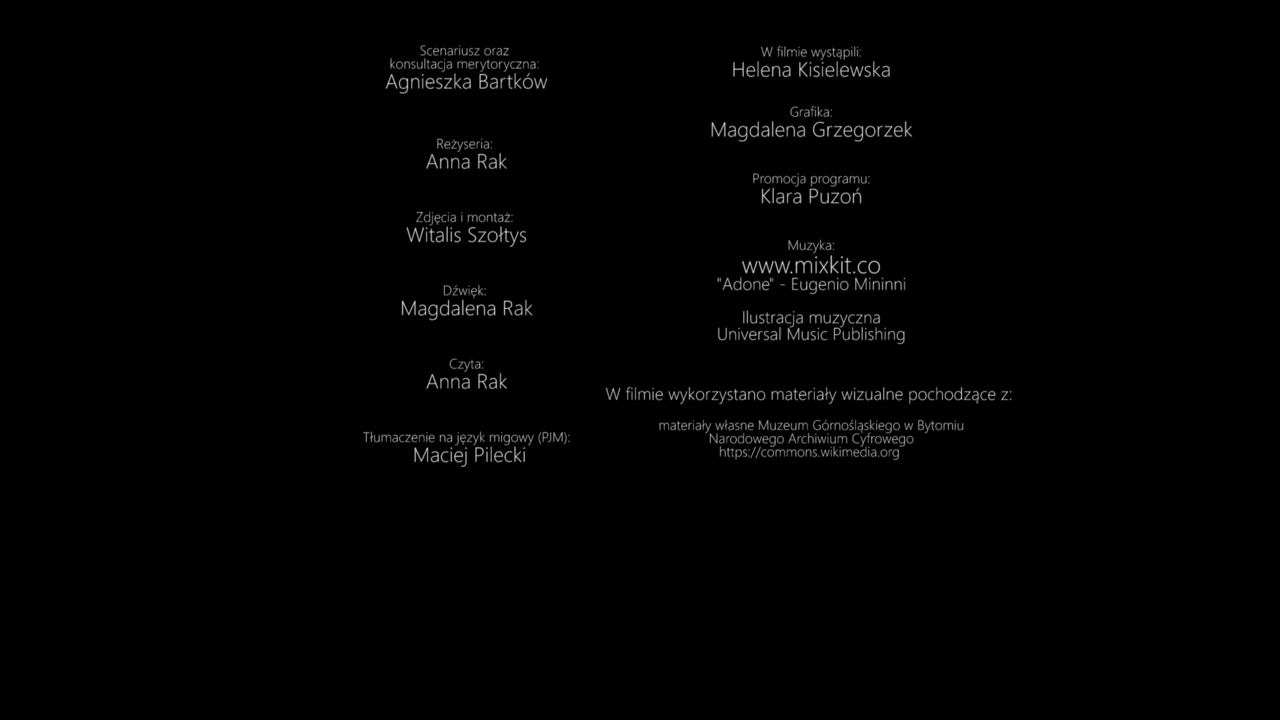 Scenariusz oraz
konsultacja merytoryczna:
Agnieszka Bartków
Reżyseria:
Anna Rak
Zdjęcia i montaż:
Witalis Szołtys
Dźwięk:
Magdalena Rak
Czyta:
Anna Rak
Tłumaczenie na język migowy (PJM):
Maciej Pilecki
W filmie wystąpili:
Helena Kisielewska
Grafika:
Magdalena Grzegorzek
Promocja programu:
Klara Puzoń
Muzyka:
www.mixkit.co
"Adone" - Eugenio Mininni
Ilustracja muzyczna
Universal Music Publishing
W filmie wykorzystano materiały wizualne pochodzące z:
materiały własne Muzeum Górnośląskiego w Bytomiu
Narodowego Archiwium Cyfrowego
https://commons.wikimedia.org